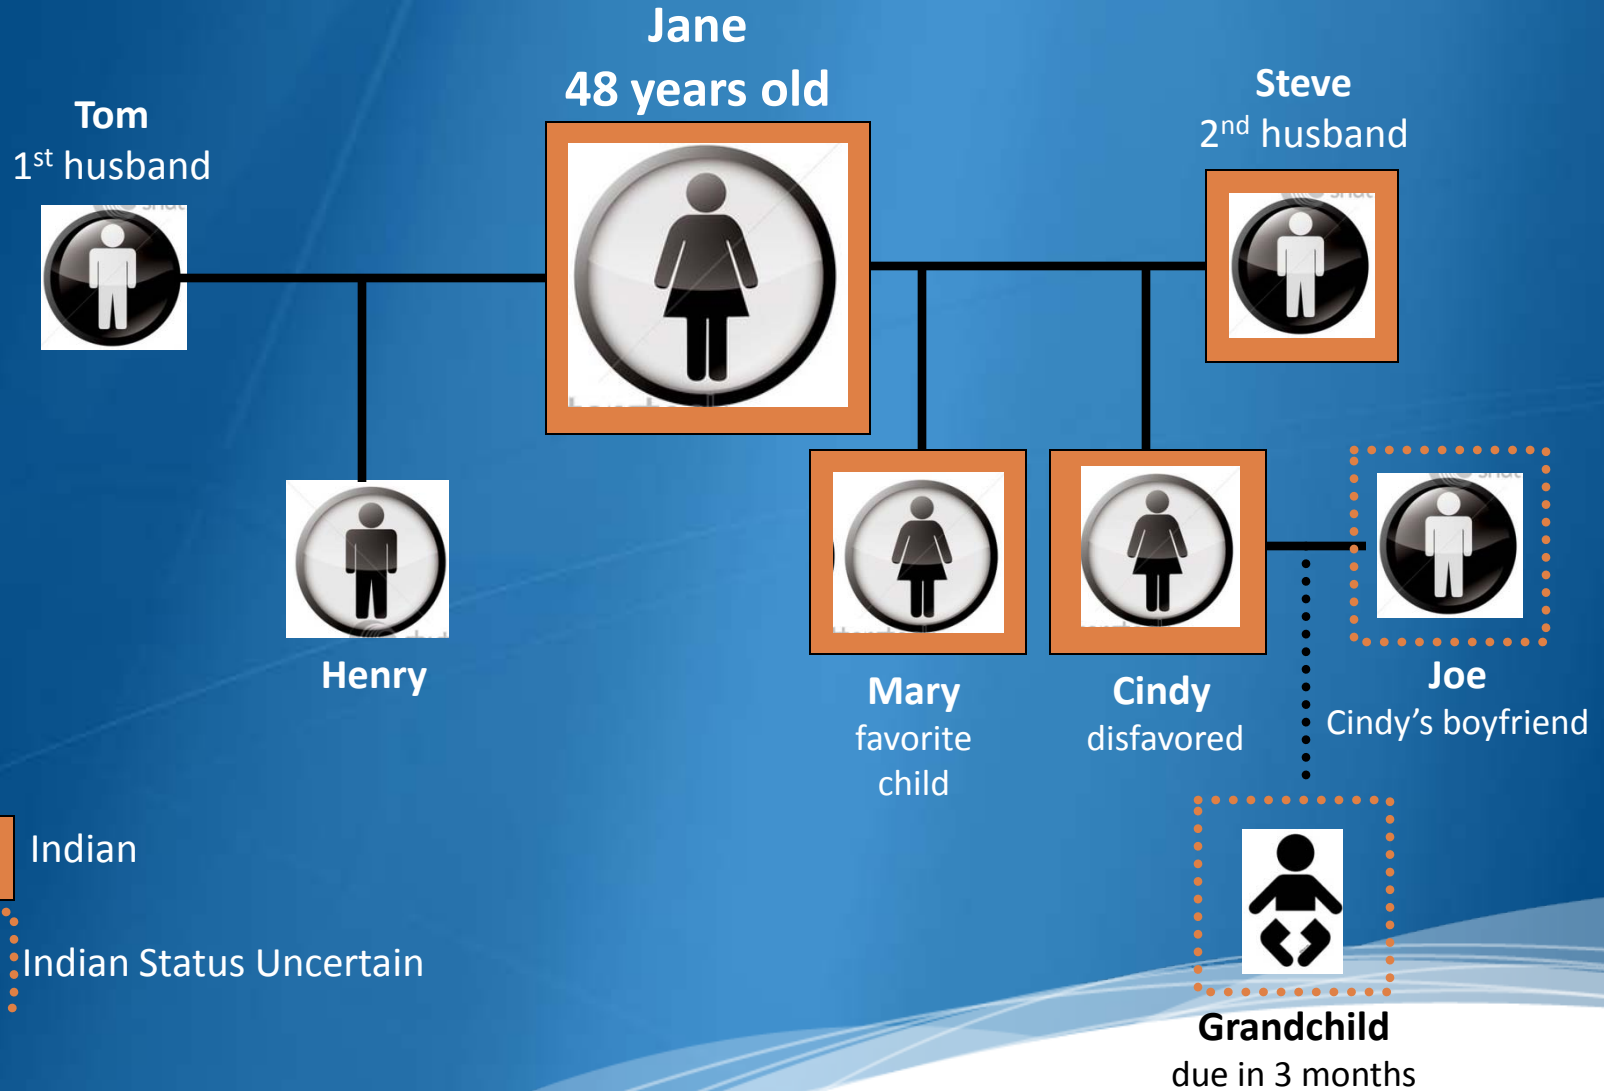 Jane
48 years old
Tom
1st husband
Steve
2nd husband
Henry
Mary
favorite
child
Cindy
disfavored
Joe
Cindy’s boyfriend
Indian
Indian Status Uncertain
Grandchild
due in 3 months